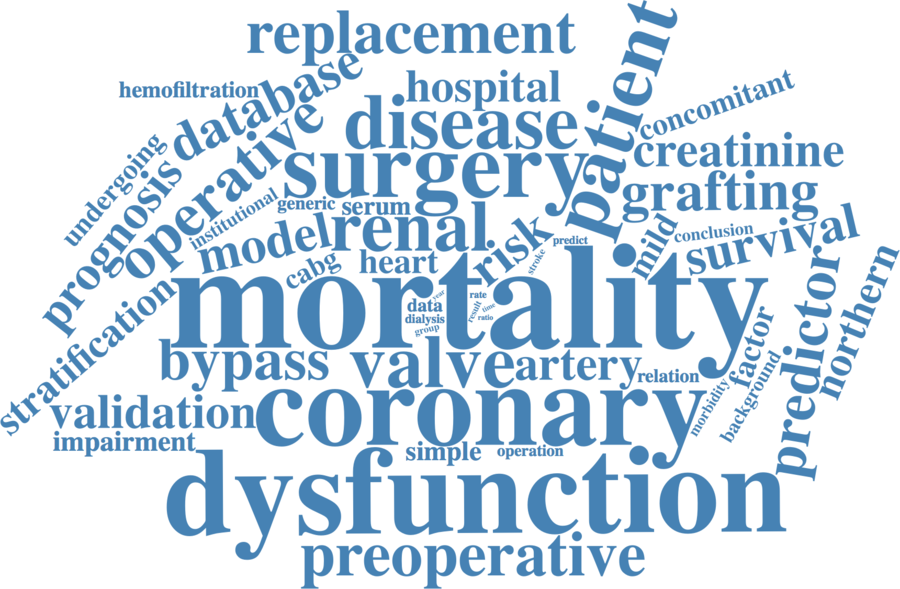 replacement
patient
hemofiltration
database
hospital
concomitant
disease
undergoing
operative
surgery
creatinine
prognosis
grafting
institutional
generic
serum
model
renal
risk
mild
conclusion
survival
predict
stroke
cabg
heart
northern
mortality
stratification
predictor
year
data
rate
result
time
dialysis
ratio
group
factor
bypass
valve
artery
relation
morbidity
background
validation
coronary
impairment
simple
operation
dysfunction
preoperative